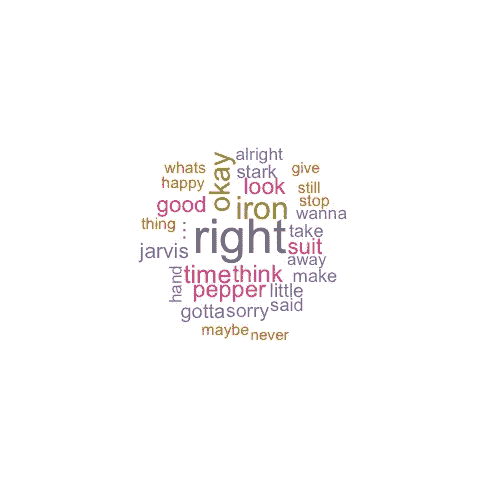 alright
whats
stark
give
happy
okay
look
still
good
iron
stop
wanna
thing
...
right
take
jarvis
suit
away
time
think
make
hand
pepper
little
said
gotta
sorry
maybe
never